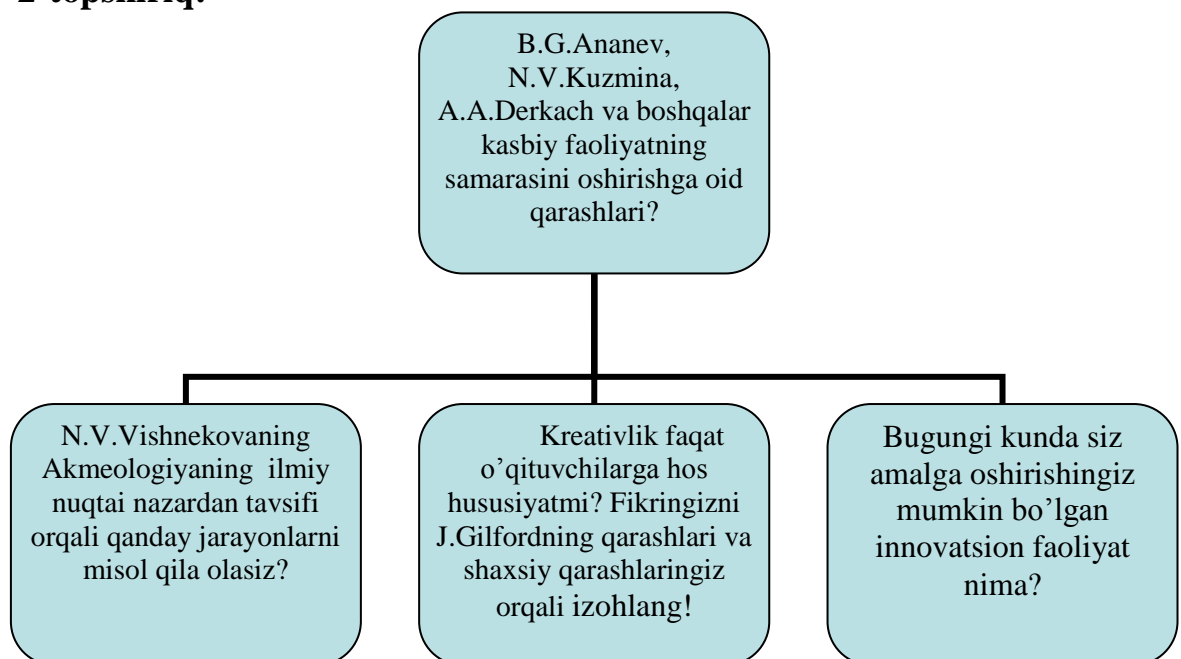 2-topshiriq:
B.G.Ananev,
N.V.Kuzmina,
A.A.Derkach va boshqalar
kasbiy faoliyatning
samarasini oshirishga oid
qarashlari?
N.V.Vishnekovaning
Akmeologiyaning ilmiy
nuqtai nazardan tavsifi
orqali qanday jarayonlarni
misol qila olasiz?
Kreativlik faqat
o’qituvchilarga hos
hususiyatmi? Fikringizni
J.Gilfordning qarashlari va
shaxsiy qarashlaringiz
orqali izohlang!
Bugungi kunda siz
amalga oshirishingiz
mumkin bo’lgan
innovatsion faoliyat
nima?